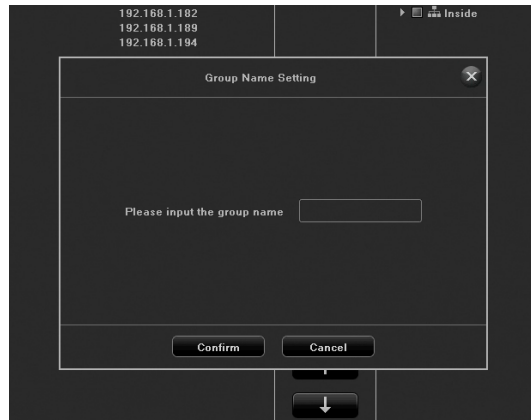 192.168.1.182
192.168.1.189
192.168.1.194
Inside
Group Name Setting
Please input the group name
Confirm
Cancel